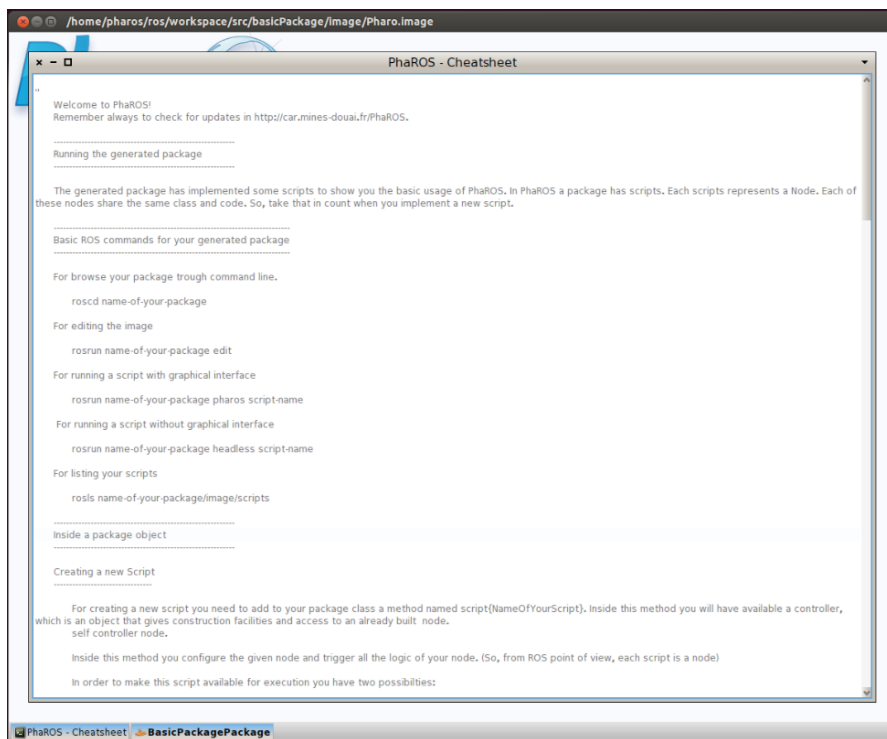 /home/pharos/ros/workspace/src/basicPackage/image/Pharo.image
PhaROS - Cheatsheet
"
Welcome to PhaROS!
Remember always to check for updates in http://car.mines-douai.fr/PhaROS.
------------------------------------------------------------
Running the generated package
------------------------------------------------------------
The generated package has implemented some scripts to show you the basic usage of PhaROS. In PhaROS a package has scripts. Each scripts represents a Node. Each of
these nodes share the same class and code. So, take that in count when you implement a new script.
------------------------------------------------------------------------------
Basic ROS commands for your generated package
------------------------------------------------------------------------------
For browse your package trough command line.
roscd name-of-your-package
For editing the image
rosrun name-of-your-package edit
For running a script with graphical interface
rosrun name-of-your-package pharos script-name
For running a script without graphical interface
rosrun name-of-your-package headless script-name
For listing your scripts
rosls name-of-your-package/image/scripts
------------------------------------------------------------
Inside a package object
------------------------------------------------------------
Creating a new Script
--------------------------------
For creating a new script you need to add to your package class a method named script{NameOfYourScript}. Inside this method you will have available a controller,
which is an object that gives construction facilities and access to an already built node.
self controller node.
Inside this method you configure the given node and trigger all the logic of your node. (So, from ROS point of view, each script is a node)
In order to make this script available for execution you have two possibilties:
PhaROS - Cheatsheet
BasicPackagePackage